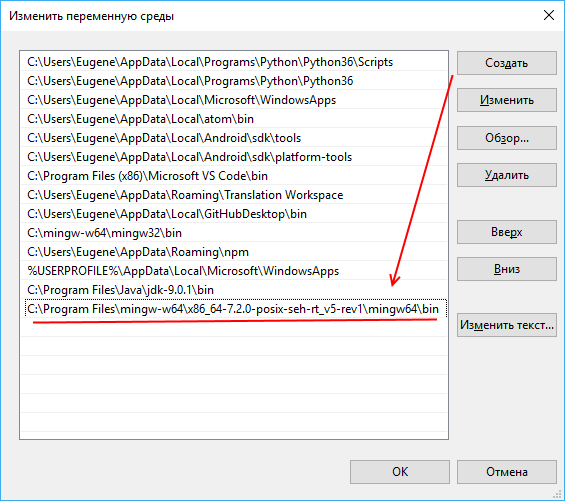 Изменить переменную среды
C:\Users\Eugene\AppData\Local\Programs\Python\Python36\Scripts
C:\Users\Eugene\AppData\Local\Programs\Python\Python36
C:\Users\Eugene\AppData\Local\Microsoft\WindowsApps
C:\Users\Eugene\AppData\Local\atom\bin
C:\Users\Eugene\AppData\Local\Android\sdk\tools
C:\Users\Eugene\AppData\Local\Android\sdk\platform-tools
C:\Program Files (x86)\Microsoft VS Code\bin
C:\Users\Eugene\AppData\Roaming\Translation Workspace
C:\Users\Eugene\AppData\Local\GitHubDesktop\bin
C:\mingw-w64\mingw32\bin
C:\Users\Eugene\AppData\Roaming\npm
%USERPROFILE%\AppData\Local\Microsoft\WindowsApps
C:\Program Files\Java\jdk-9.0.1\bin
C:\Program Files\mingw-w64\x86_64-7.2.0-posix-seh-rt_v5-rev1\mingw64\bin
Создать
Изменить
Обзор...
Удалить
Вверх
Вниз
Изменить текст...
ОК
Отмена